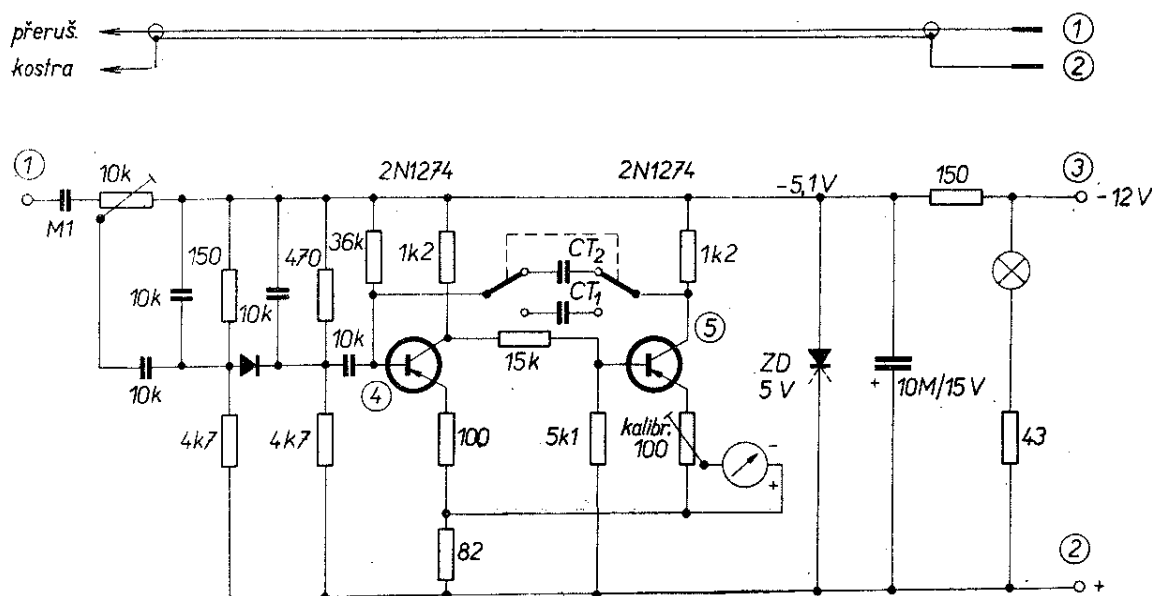 přeruš.
①
kostra
②
①
10k
2N1274
2N1274
-5,1V
150
③
-12V
M1
150
470
36k
1k2
CT₂
1k2
CT₁
10k
10k
10k
15k
⑤
10k
④
ZD
5V
+
10M/15V
4k7
4k7
100
5k1
kalibr.
100
-
+
43
82
②
+